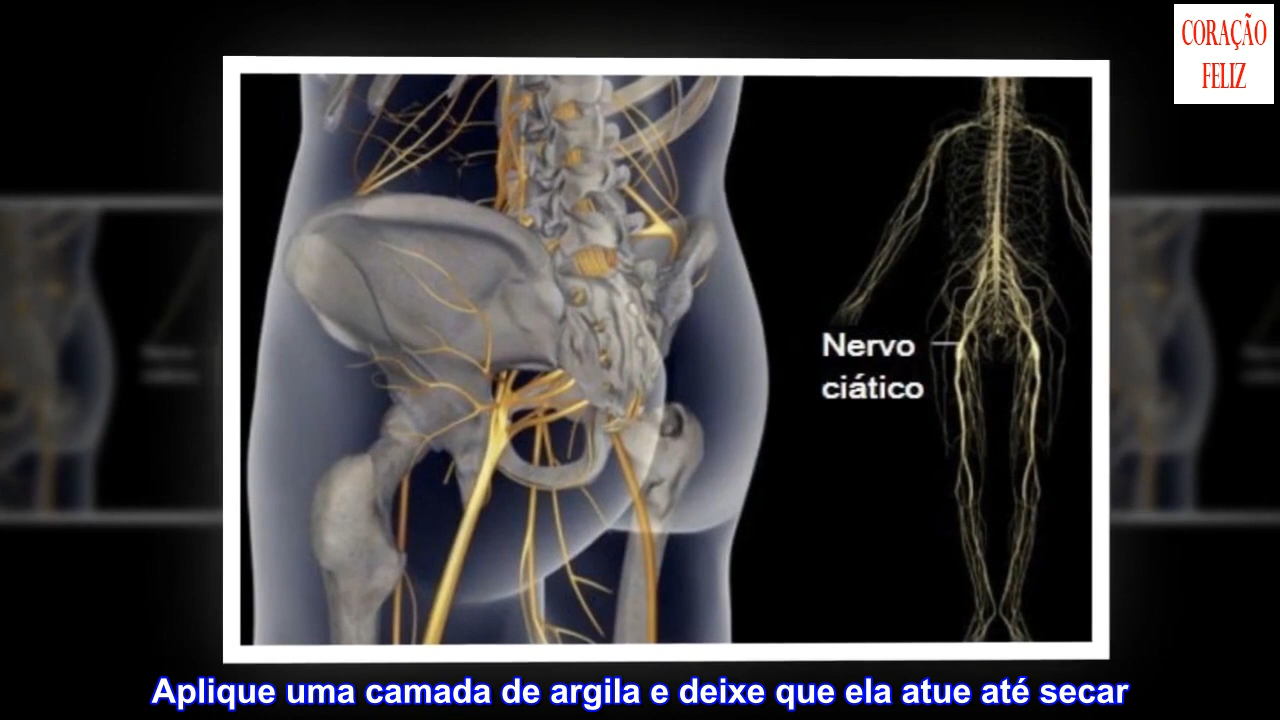 CORAÇÃO
FELIZ
Nervo
ciático
Aplique uma camada de argila e deixe que ela atue até secar